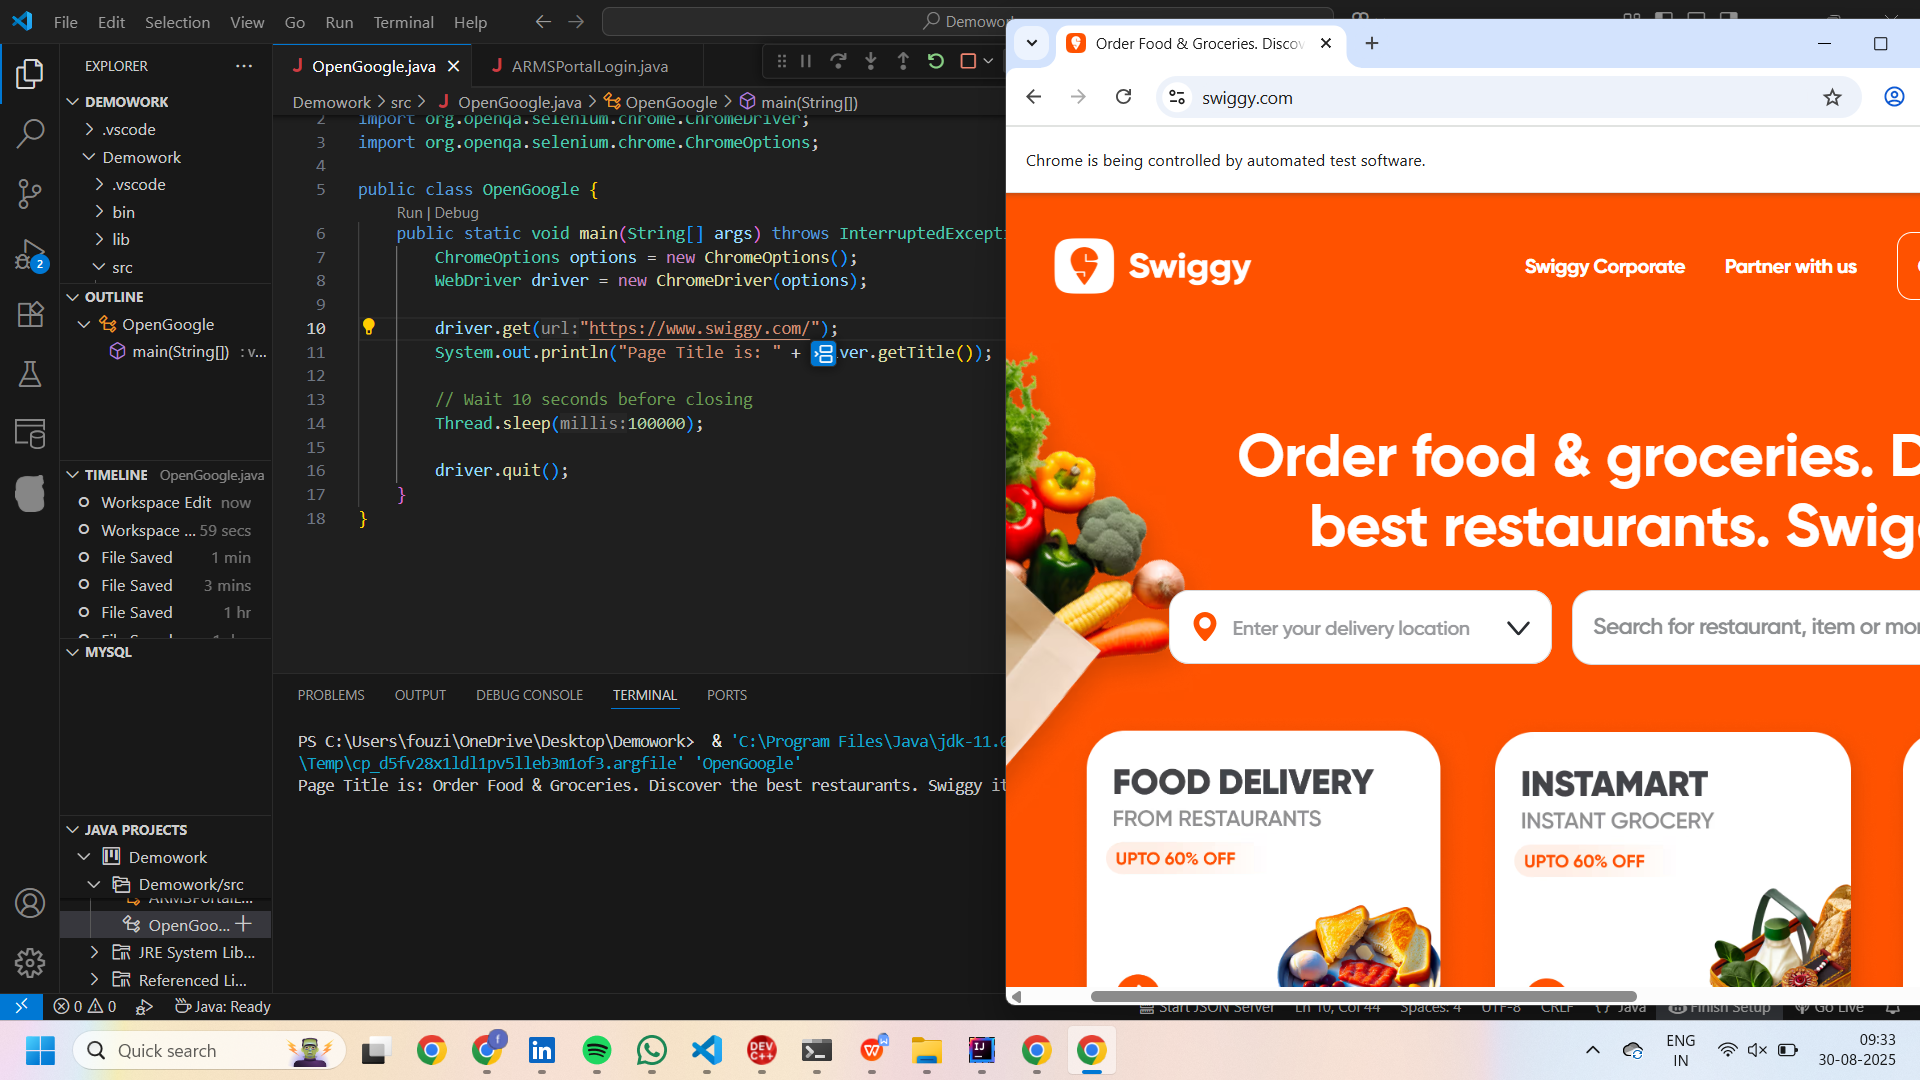 File Edit Selection View Go Run Terminal Help
EXPLORER
DEMOWORK
.vscode
Demowork
.vscode
bin
lib
src
OUTLINE
OpenGoogle
main(String[]) : v...
TIMELINE OpenGoogle.java
Workspace Edit now
Workspace ... 59 secs
File Saved 1 min
File Saved 3 mins
File Saved 1 hr
MYSQL
JAVA PROJECTS
Demowork
Demowork/src
OpenGoo...
JRE System Lib...
Referenced Li...
2
J OpenGoogle.java
J ARMSPortalLogin.java
Demowork > src > J OpenGoogle.java > OpenGoogle > main(String[])
2 import org.openqa.selenium.chrome.ChromeDriver;
3 import org.openqa.selenium.chrome.ChromeOptions;
4
5 public class OpenGoogle {
Run | Debug
6 public static void main(String[] args) throws InterruptedExcepti
7 ChromeOptions options = new ChromeOptions();
8 WebDriver driver = new ChromeDriver(options);
9
10 driver.get(url:"https://www.swiggy.com/");
11 System.out.println("Page Title is: " + ver.getTitle());
12
13 // Wait 10 seconds before closing
14 Thread.sleep(millis:100000);
15
16 driver.quit();
17 }
18 }
PROBLEMS OUTPUT DEBUG CONSOLE TERMINAL PORTS
PS C:\Users\fouzi\OneDrive\Desktop\Demowork> & 'C:\Program Files\Java\jdk-11.0
\Temp\cp_d5fv28x1ldl1pv5lleb3m1of3.argfile' 'OpenGoogle'
Page Title is: Order Food & Groceries. Discover the best restaurants. Swiggy it
Order Food & Groceries. Discov
swiggy.com
Chrome is being controlled by automated test software.
Swiggy
Swiggy Corporate
Partner with us
Order food & groceries. D
best restaurants. Swig
Enter your delivery location
Search for restaurant, item or mor
FOOD DELIVERY
FROM RESTAURANTS
UPTO 60% OFF
INSTAMART
INSTANT GROCERY
UPTO 60% OFF
0 0 Java: Ready
Start JSON Server Ln 10, Col 44 Spaces: 4 UTF-8 CRLF {} Java Finish Setup Go Live
Quick search
DEV C++
IJ
ENG
IN
09:33
30-08-2025